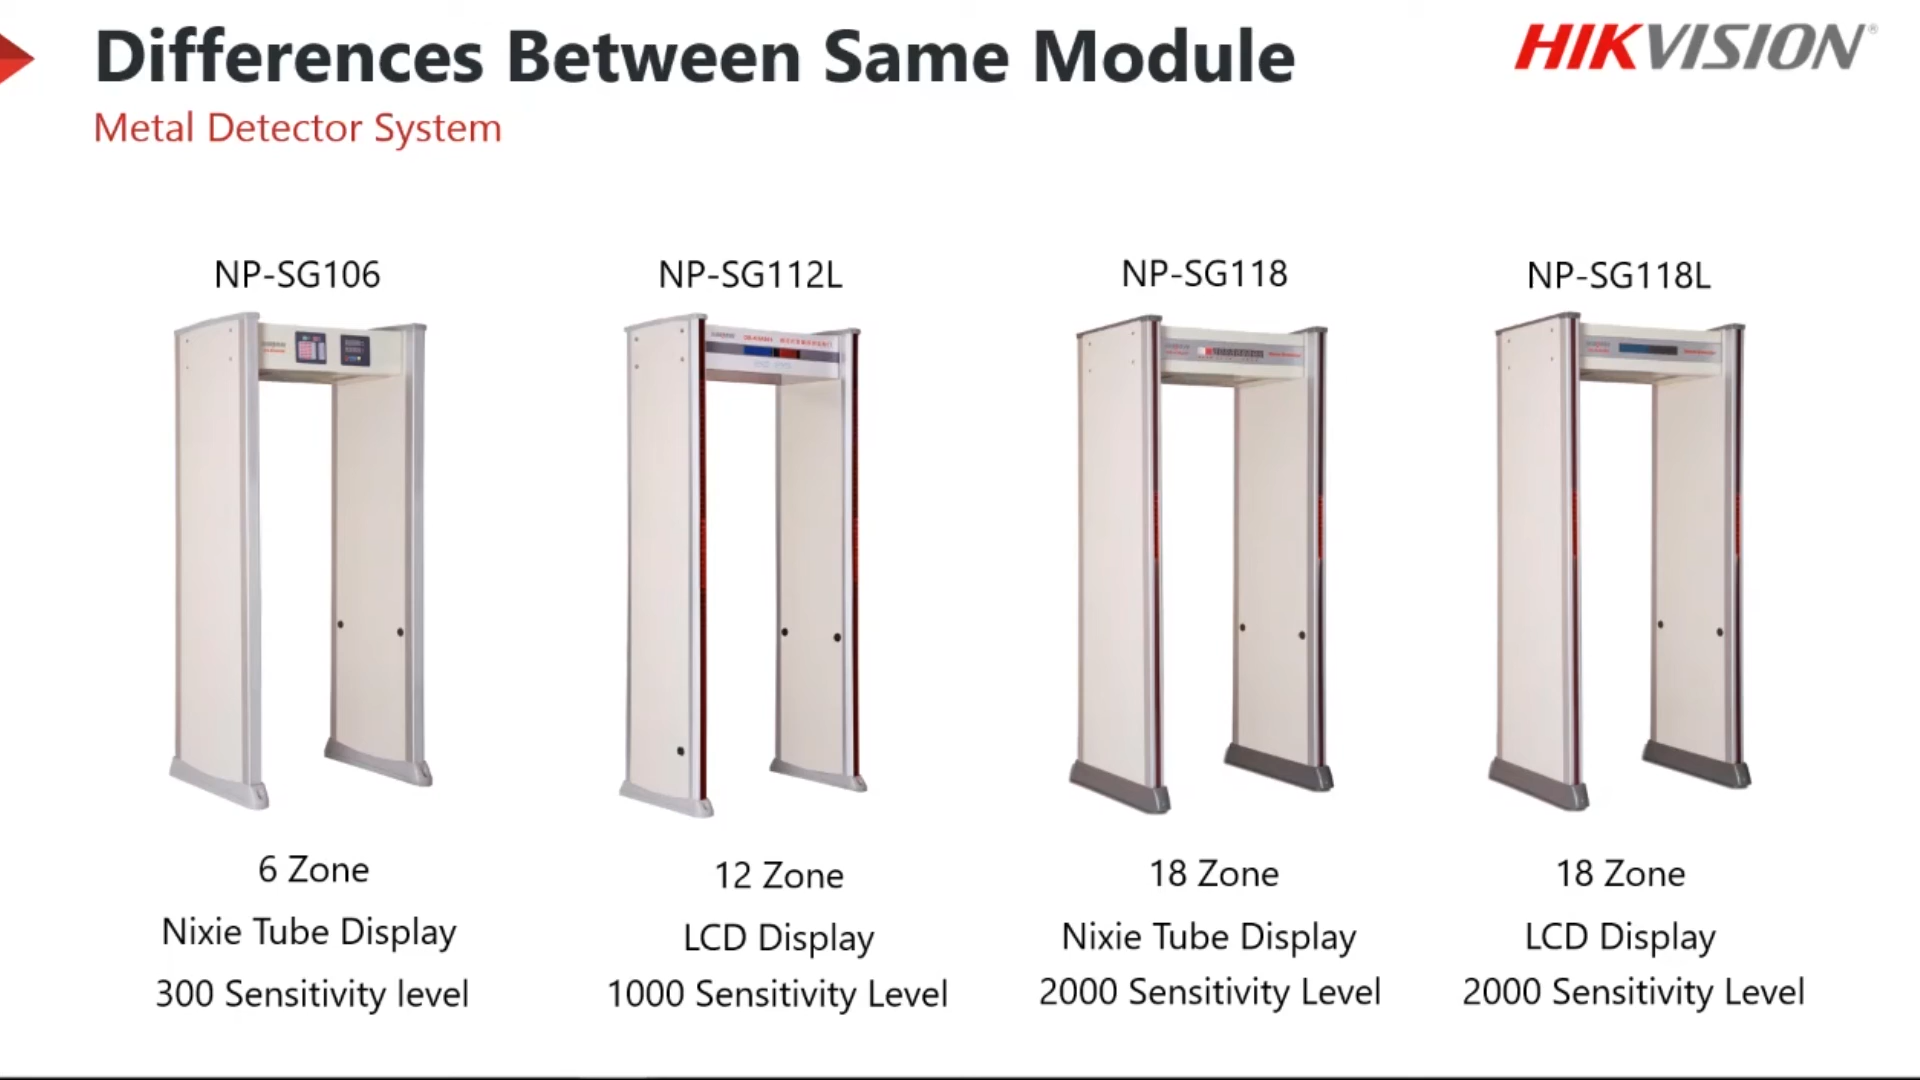 Differences Between Same Module
HIKVISION®
Metal Detector System
NP-SG106
NP-SG112L
NP-SG118
NP-SG118L
6 Zone
12 Zone
18 Zone
18 Zone
Nixie Tube Display
LCD Display
Nixie Tube Display
LCD Display
300 Sensitivity level
1000 Sensitivity Level
2000 Sensitivity Level
2000 Sensitivity Level